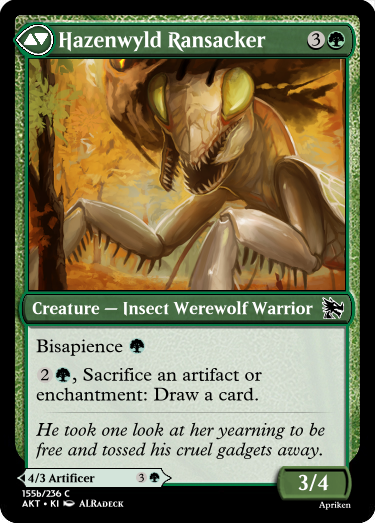 Hazenwyld Ransacker 3
Creature — Insect Werewolf Warrior
Bisapience
2, Sacrifice an artifact or
enchantment: Draw a card.
He took one look at her yearning to be
free and tossed his cruel gadgets away.
4/3 Artificer 3
3/4
155b/236 C
AKT • KI ALRadeck
Apriken